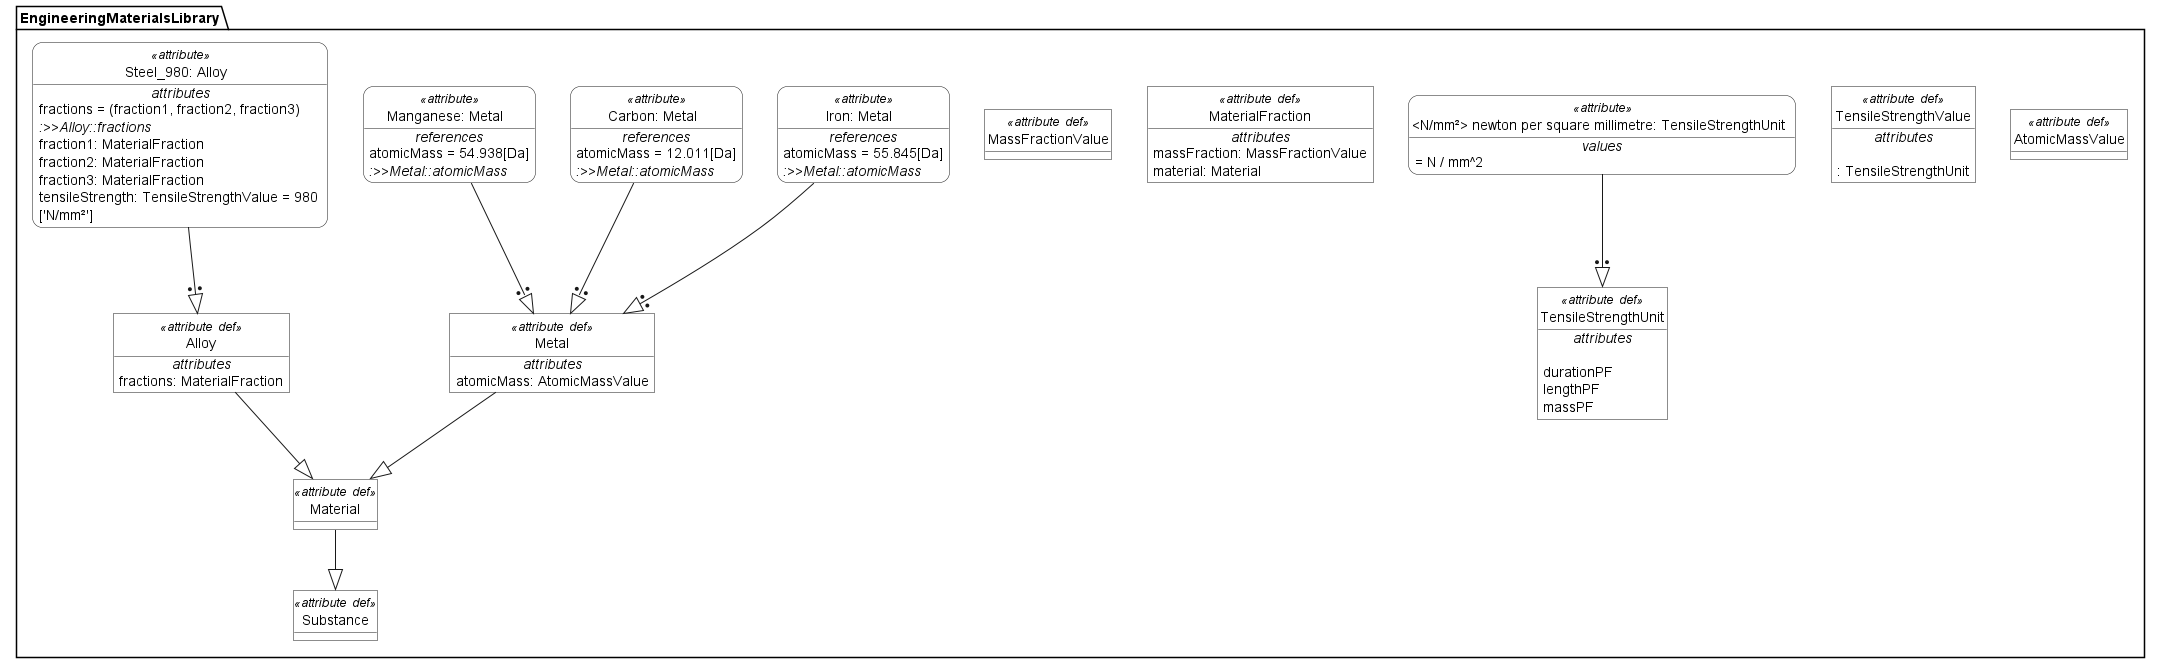 EngineeringMaterialsLibrary
«attribute»
Steel_980: Alloy
attributes
fractions = (fraction1, fraction2, fraction3)
:>>Alloy::fractions
fraction1: MaterialFraction
fraction2: MaterialFraction
fraction3: MaterialFraction
tensileStrength: TensileStrengthValue = 980
['N/mm²']
«attribute»
Manganese: Metal
references
atomicMass = 54.938[Da]
:>>Metal::atomicMass
«attribute»
Carbon: Metal
references
atomicMass = 12.011[Da]
:>>Metal::atomicMass
«attribute»
Iron: Metal
references
atomicMass = 55.845[Da]
:>>Metal::atomicMass
«attribute def»
MassFractionValue
«attribute def»
MaterialFraction
attributes
massFraction: MassFractionValue
material: Material
«attribute»
<N/mm²> newton per square millimetre: TensileStrengthUnit
values
= N / mm^2
«attribute def»
TensileStrengthValue
attributes
: TensileStrengthUnit
«attribute def»
AtomicMassValue
«attribute def»
Alloy
attributes
fractions: MaterialFraction
«attribute def»
Metal
attributes
atomicMass: AtomicMassValue
«attribute def»
TensileStrengthUnit
attributes
durationPF
lengthPF
massPF
«attribute def»
Material
«attribute def»
Substance